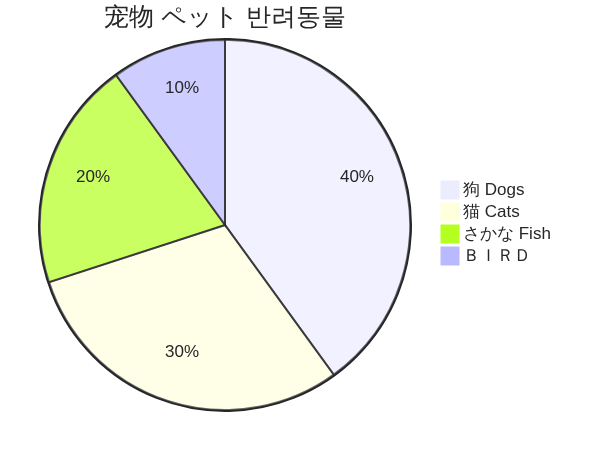 宠物 ペット 반려동물
10%
20%
40%
30%
狗 Dogs
猫 Cats
さかな Fish
ＢＩＲＤ